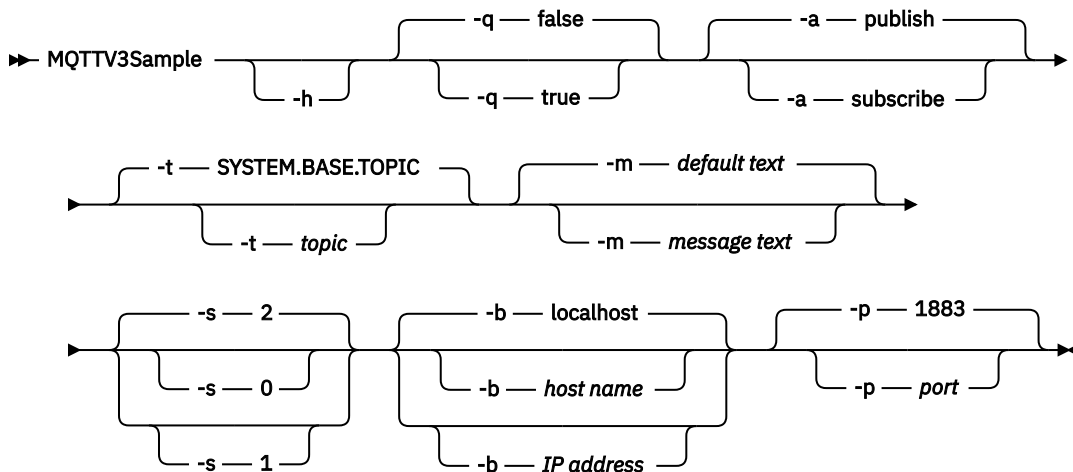 -q false -a publish
MQTTV3Sample
-h -q true -a subscribe
-t SYSTEM.BASE.TOPIC -m default text
-t topic -m message text
-s 2 -b localhost -p 1883
-s 0 -b host name -p port
-s 1 -b IP address